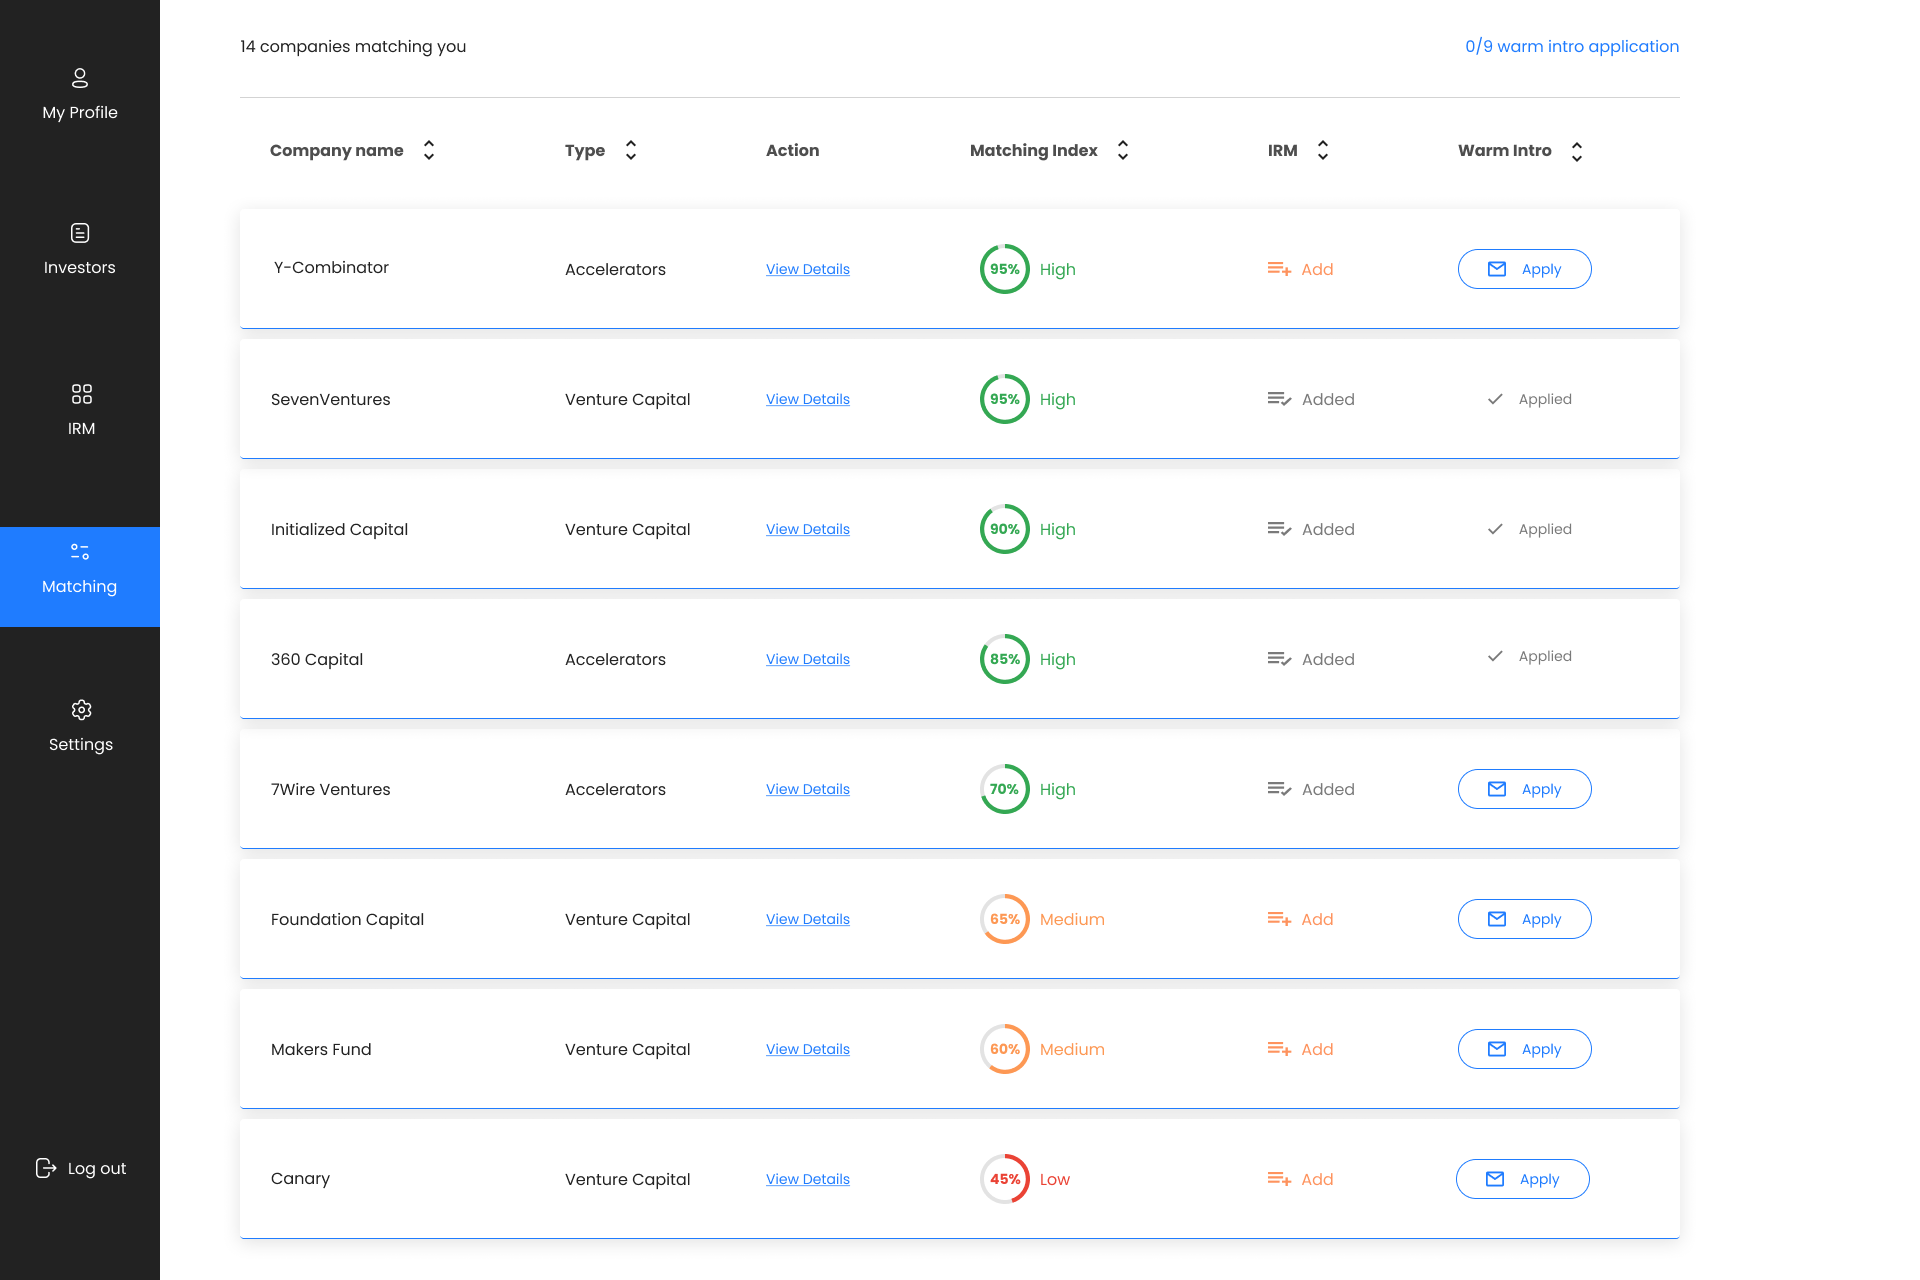 My Profile
Investors
IRM
Matching
Settings
Log out
14 companies matching you
0/9 warm intro application
Company name Type Action Matching Index IRM Warm Intro
Y-Combinator Accelerators View Details 95% High Add Apply
SevenVentures Venture Capital View Details 95% High Added Applied
Initialized Capital Venture Capital View Details 90% High Added Applied
360 Capital Accelerators View Details 85% High Added Applied
7Wire Ventures Accelerators View Details 70% High Added Apply
Foundation Capital Venture Capital View Details 65% Medium Add Apply
Makers Fund Venture Capital View Details 60% Medium Add Apply
Canary Venture Capital View Details 45% Low Add Apply